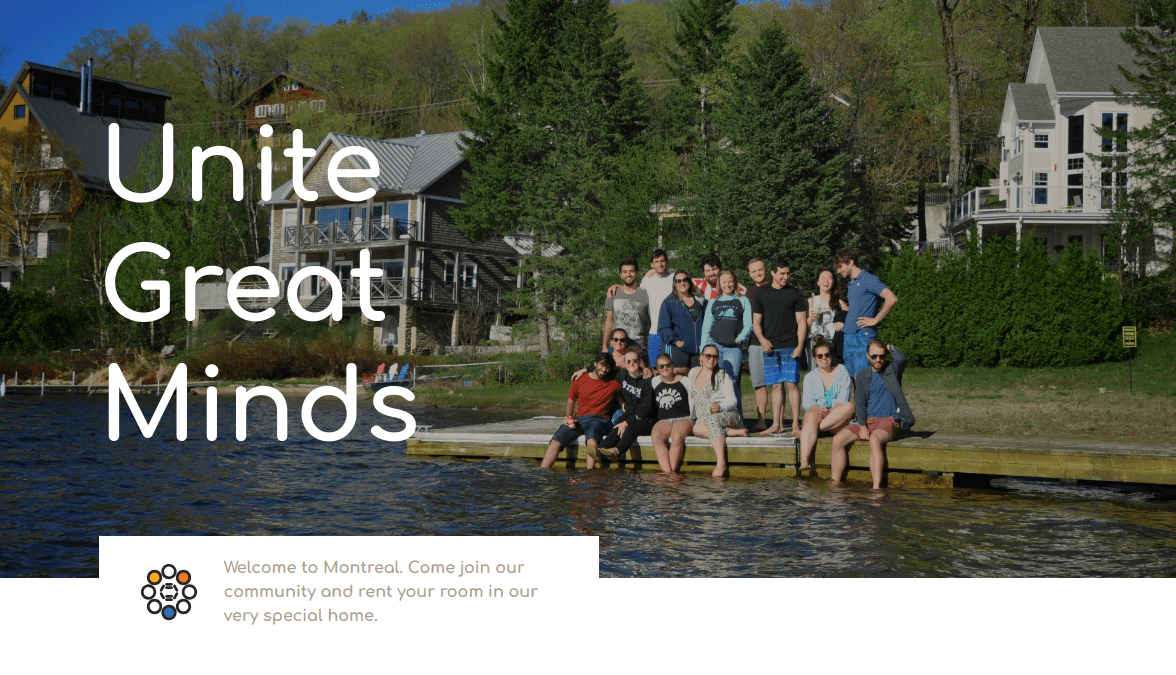 Unite
Great
Minds
NAMASTE
Welcome to Montreal. Come join our
community and rent your room in our
very special home.